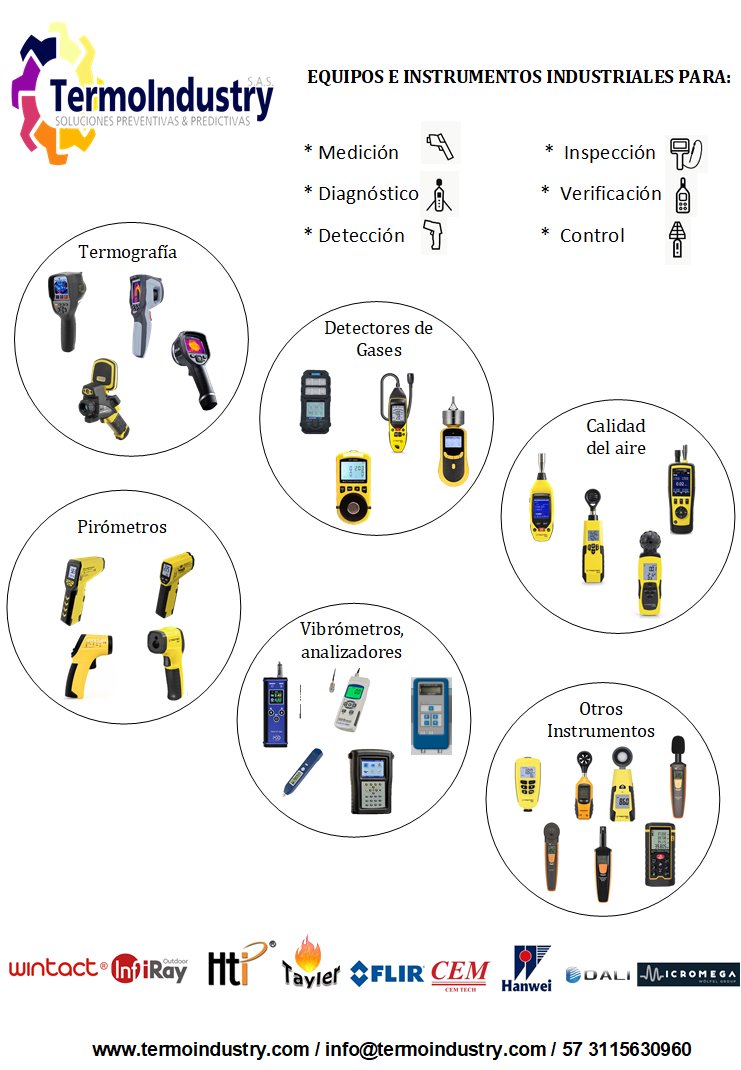 S.A.S.
TermoIndustry
SOLUCIONES PREVENTIVAS & PREDICTIVAS
EQUIPOS E INSTRUMENTOS INDUSTRIALES PARA:
* Medición
* Inspección
* Diagnóstico
* Verificación
* Detección
* Control
Termografía
Detectores de
Gases
Calidad
del aire
Pirómetros
Vibrómetros,
analizadores
Otros
Instrumentos
wintact®
InfiRay Outdoor
Hti®
Tayler
FLIR
CEM
CEM TECH
Hanwei
DALI
MICROMEGA
WÖLFEL GROUP
www.termoindustry.com / info@termoindustry.com / 57 3115630960